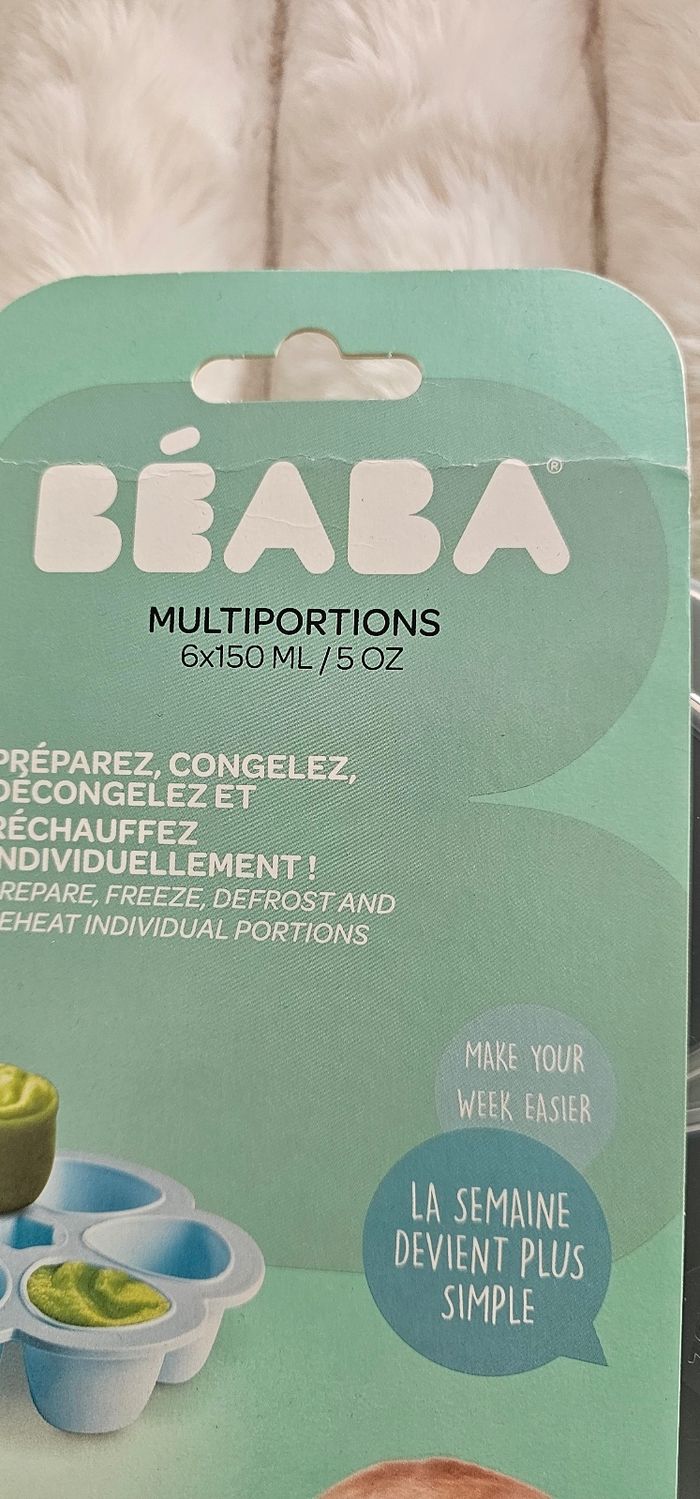 BÉABA®
MULTIPORTIONS
6x150 ML / 5 OZ
PRÉPAREZ, CONGELEZ,
DÉCONGELEZ ET
RÉCHAUFFEZ
NDIVIDUELLEMENT !
REPARE, FREEZE, DEFROST AND
EHEAT INDIVIDUAL PORTIONS
MAKE YOUR
WEEK EASIER
LA SEMAINE
DEVIENT PLUS
SIMPLE